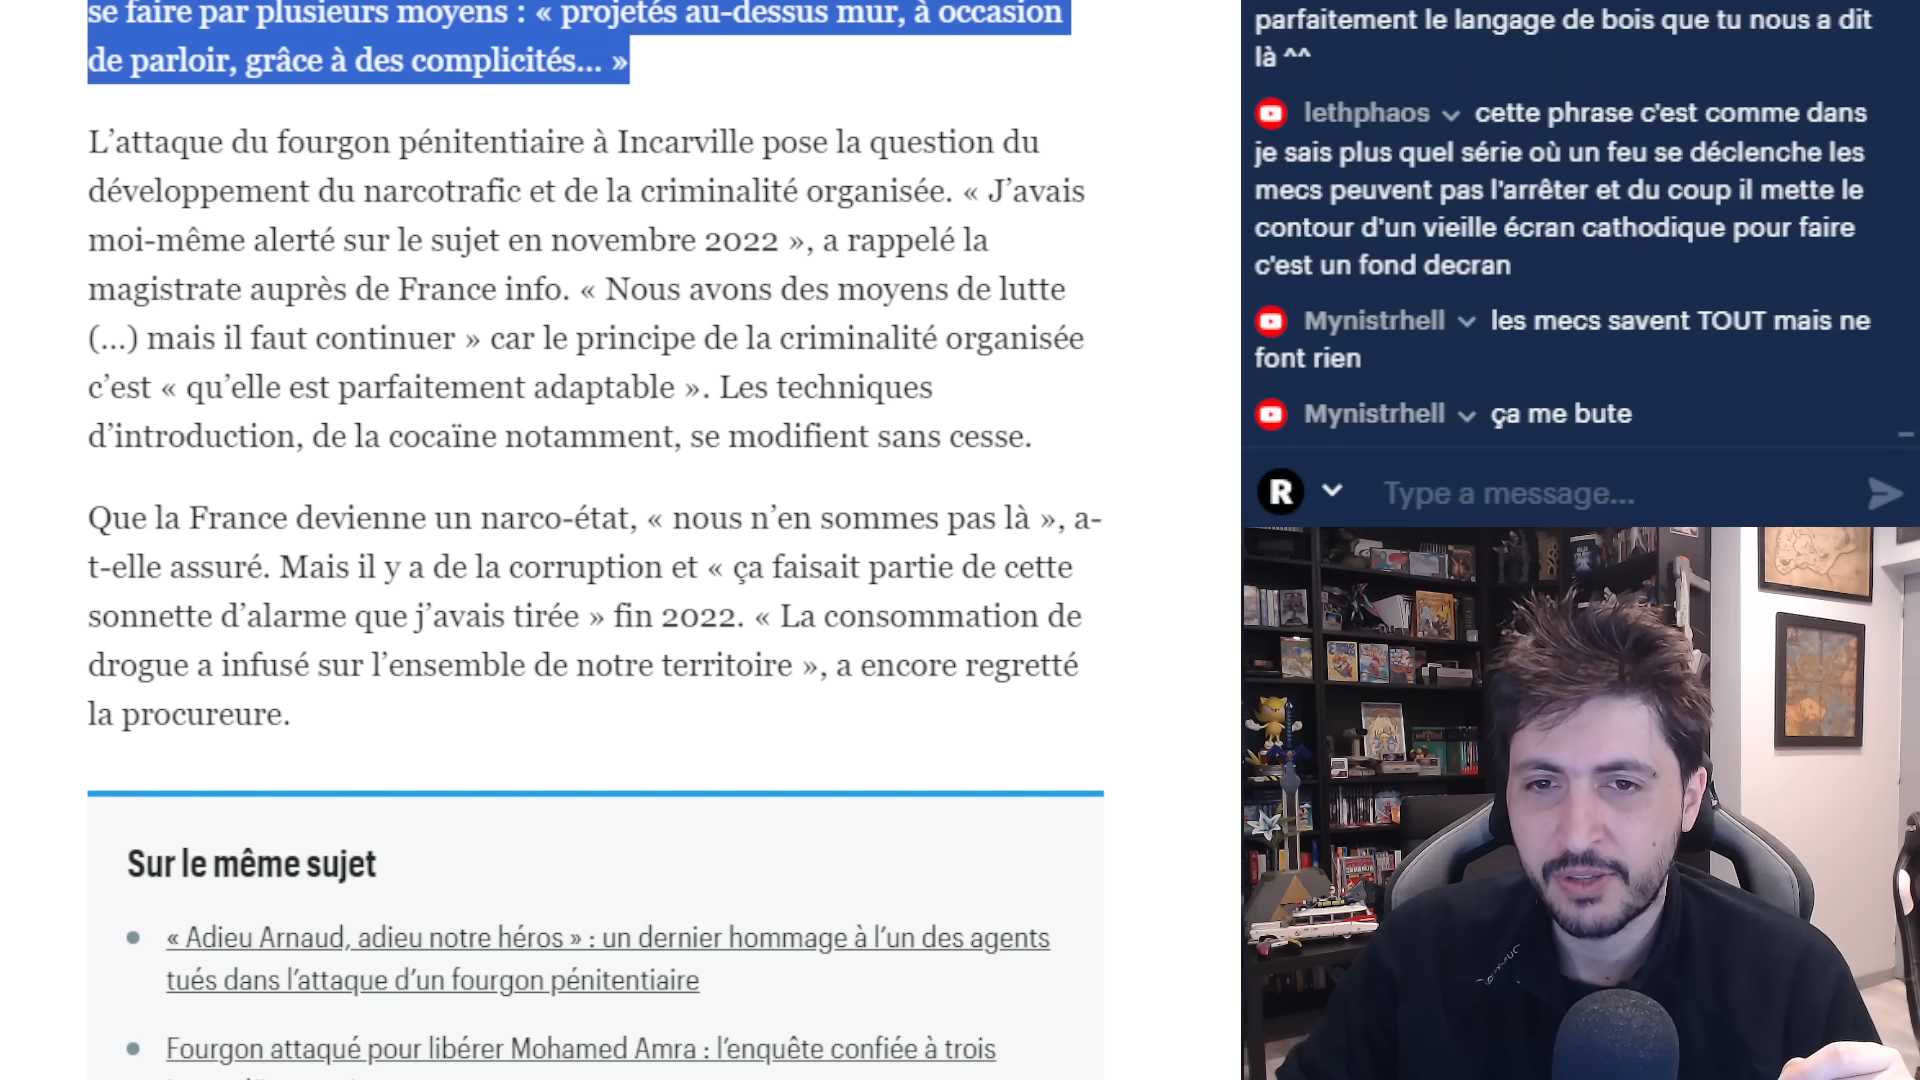 se faire par plusieurs moyens : « projetés au-dessus mur, à occasion
de parloir, grâce à des complicités... »
L’attaque du fourgon pénitentiaire à Incarville pose la question du
développement du narcotrafic et de la criminalité organisée. « J’avais
moi-même alerté sur le sujet en novembre 2022 », a rappelé la
magistrate auprès de France info. « Nous avons des moyens de lutte
(...) mais il faut continuer » car le principe de la criminalité organisée
c’est « qu’elle est parfaitement adaptable ». Les techniques
d’introduction, de la cocaïne notamment, se modifient sans cesse.
Que la France devienne un narco-état, « nous n’en sommes pas là », a-
t-elle assuré. Mais il y a de la corruption et « ça faisait partie de cette
sonnette d’alarme que j’avais tirée » fin 2022. « La consommation de
drogue a infusé sur l’ensemble de notre territoire », a encore regretté
la procureure.
Sur le même sujet
« Adieu Arnaud, adieu notre héros » : un dernier hommage à l’un des agents
tués dans l’attaque d’un fourgon pénitentiaire
Fourgon attaqué pour libérer Mohamed Amra : l’enquête confiée à trois
parfaitement le langage de bois que tu nous a dit
là ^^
lethphaos cette phrase c'est comme dans
je sais plus quel série où un feu se déclenche les
mecs peuvent pas l'arrêter et du coup il mette le
contour d'un vieille écran cathodique pour faire
c'est un fond decran
Mynistrhell les mecs savent TOUT mais ne
font rien
Mynistrhell ça me bute
R Type a message...